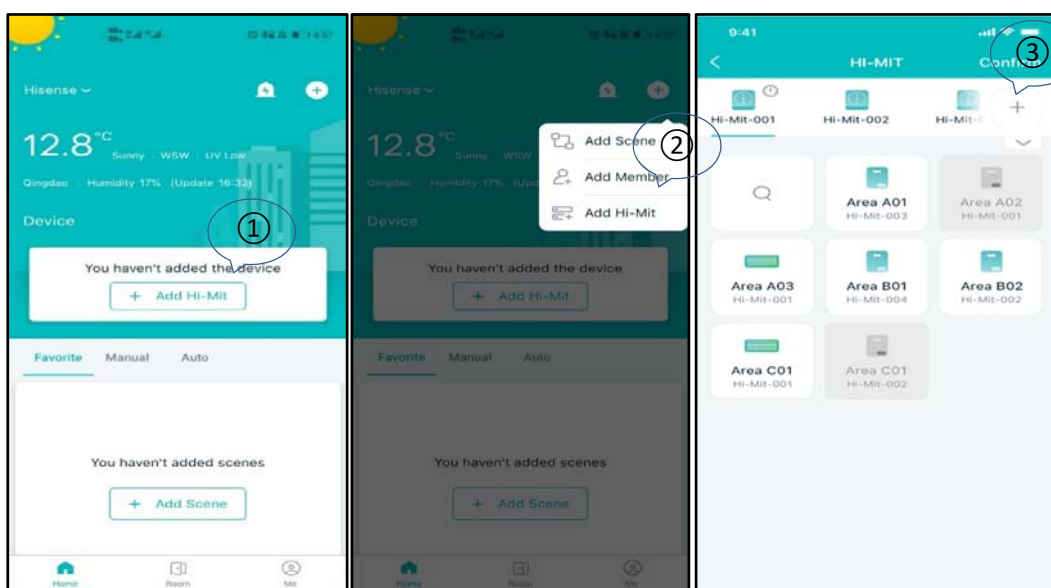 4:57
Hisense
12.8°C
Sunny WSW UV Low
Qingdao Humidity 17% (Update 16:32)
Device
①
You haven't added the device
+ Add Hi-Mit
Favorite Manual Auto
You haven't added scenes
+ Add Scene
Home Room Me
Hisense
12.8°C
Sunny WSW
Qingdao Humidity 17%
Device
Add Scene
②
Add Member
Add Hi-Mit
You haven't added the device
+ Add Hi-Mit
Favorite Manual Auto
You haven't added scenes
+ Add Scene
Home Room Me
9:41
HI-MIT
③
Hi-Mit-001 Hi-Mit-002
Area A01 Area A02
Hi-Mit-003 Hi-Mit-001
Area A03 Area B01 Area B02
Hi-Mit-001 Hi-Mit-004 Hi-Mit-002
Area C01 Area C01
Hi-Mit-001 Hi-Mit-002